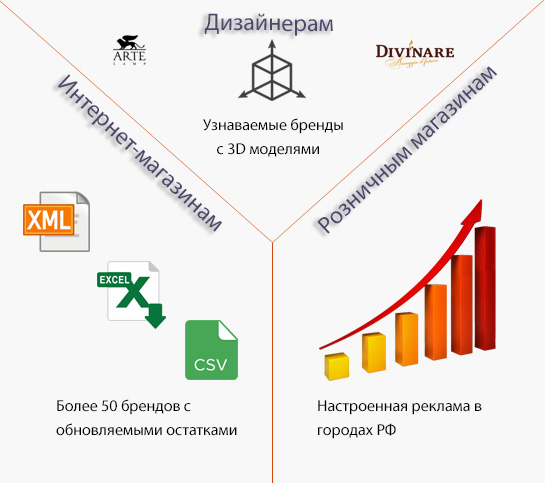 Дизайнерам
ARTE
LAMP
DIVINARE
Узнаваемые бренды
с 3D моделями
Интернет-магазинам
Розничным магазинам
XML
EXCEL
X
CSV
Более 50 брендов с
обновляемыми остатками
Настроенная реклама в
городах РФ